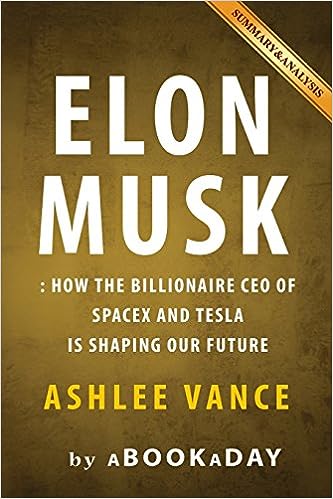 SUMMARY&ANALYSIS
ELON
MUSK
: HOW THE BILLIONAIRE CEO OF
SPACEX AND TESLA
IS SHAPING OUR FUTURE
ASHLEE VANCE
by ABOOKADAY